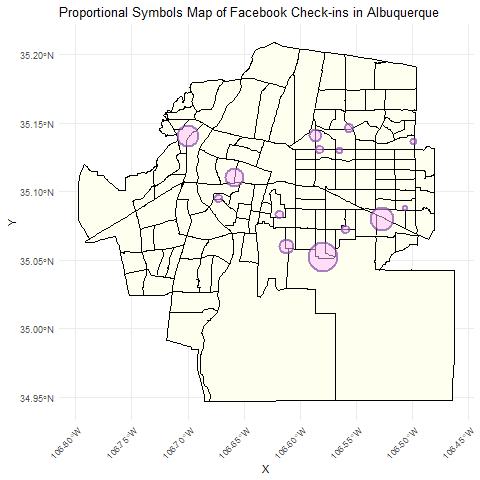 Proportional Symbols Map of Facebook Check-ins in Albuquerque
35.20°N
35.15°N
35.10°N
35.05°N
35.00°N
34.95°N
Y
106.80°W
106.75°W
106.70°W
106.65°W
106.60°W
106.55°W
106.50°W
106.45°W
X